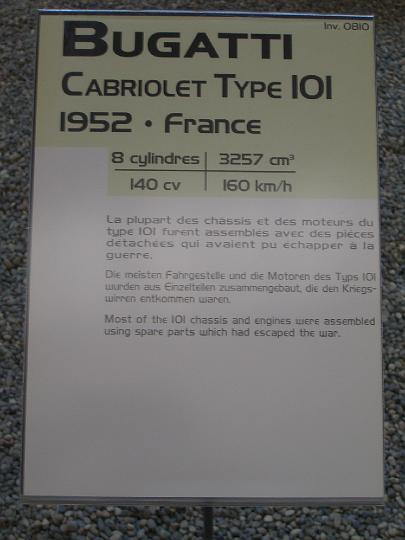 Inv. 0810
BUGATTI
CABRIOLET TYPE 101
1952 • FRANCE
8 cylindres | 3257 cm³
140 cv | 160 km/h
La plupart des chassis et des moteurs du
type 101 furent assemblés avec des pièces
détachées qui avaient pu échapper à la
guerre.
Die meisten Fahrgestelle und die Motoren des Typs 101
wurden aus Einzelteilen zusammengebaut, die den Kriegs-
wirren entkommen waren.
Most of the 101 chassis and engines were assembled
using spare parts which had escaped the war.